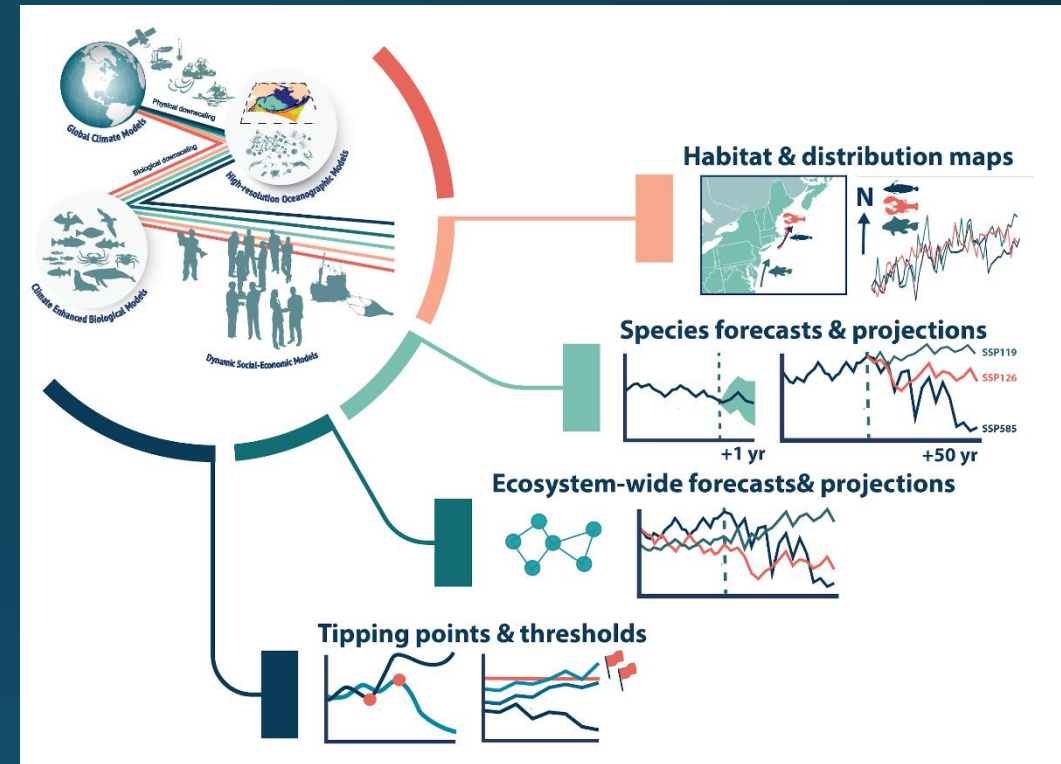 Physical downscaling
Global Climate Models
Biological downscaling
High-resolution Oceanographic Models
Climate Enhanced Biological Models
Dynamic Social-Economic Models
Habitat & distribution maps
N
Species forecasts & projections
SSP119
SSP126
SSP585
+1 yr
+50 yr
Ecosystem-wide forecasts& projections
Tipping points & thresholds